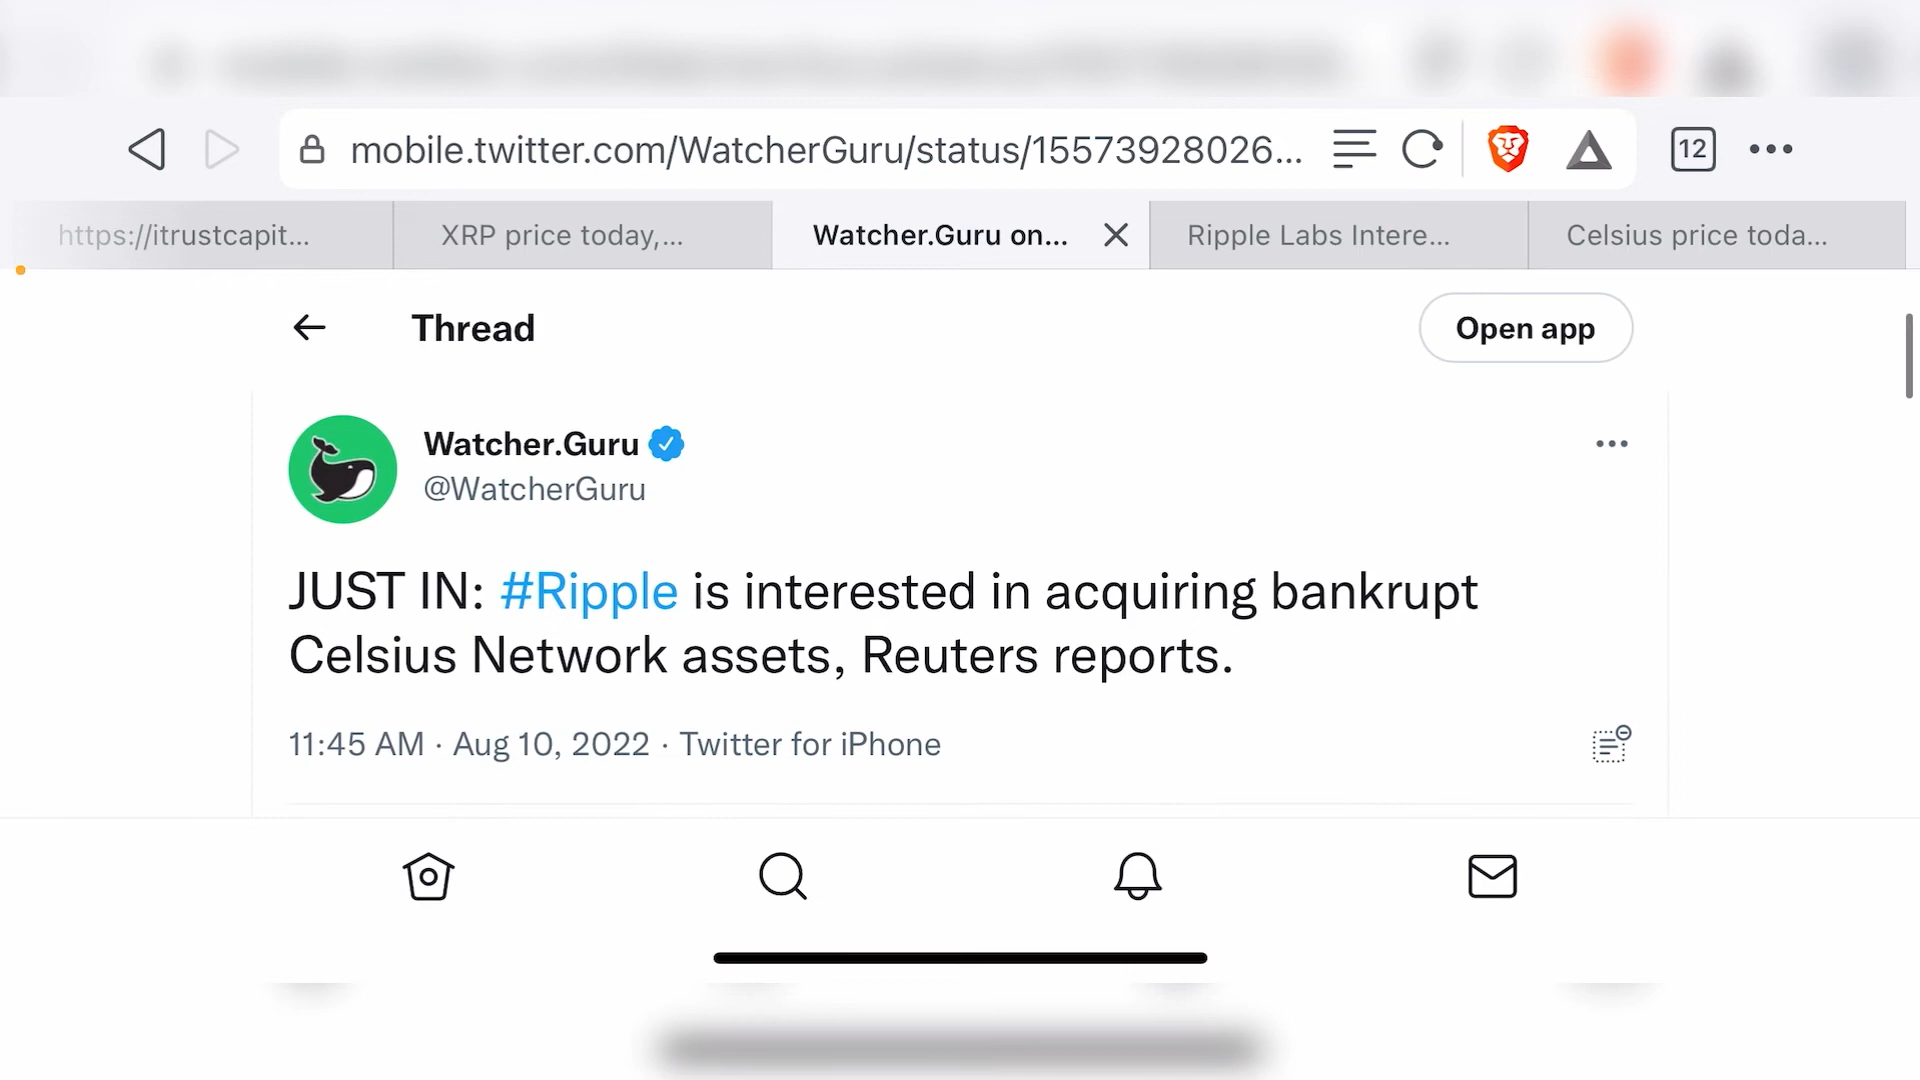 mobile.twitter.com/WatcherGuru/status/15573928026...
12
https://itrustcapit...
XRP price today,...
Watcher.Guru on...
Ripple Labs Intere...
Celsius price toda...
Thread
Open app
Watcher.Guru
@WatcherGuru
JUST IN: #Ripple is interested in acquiring bankrupt
Celsius Network assets, Reuters reports.
11:45 AM · Aug 10, 2022 · Twitter for iPhone